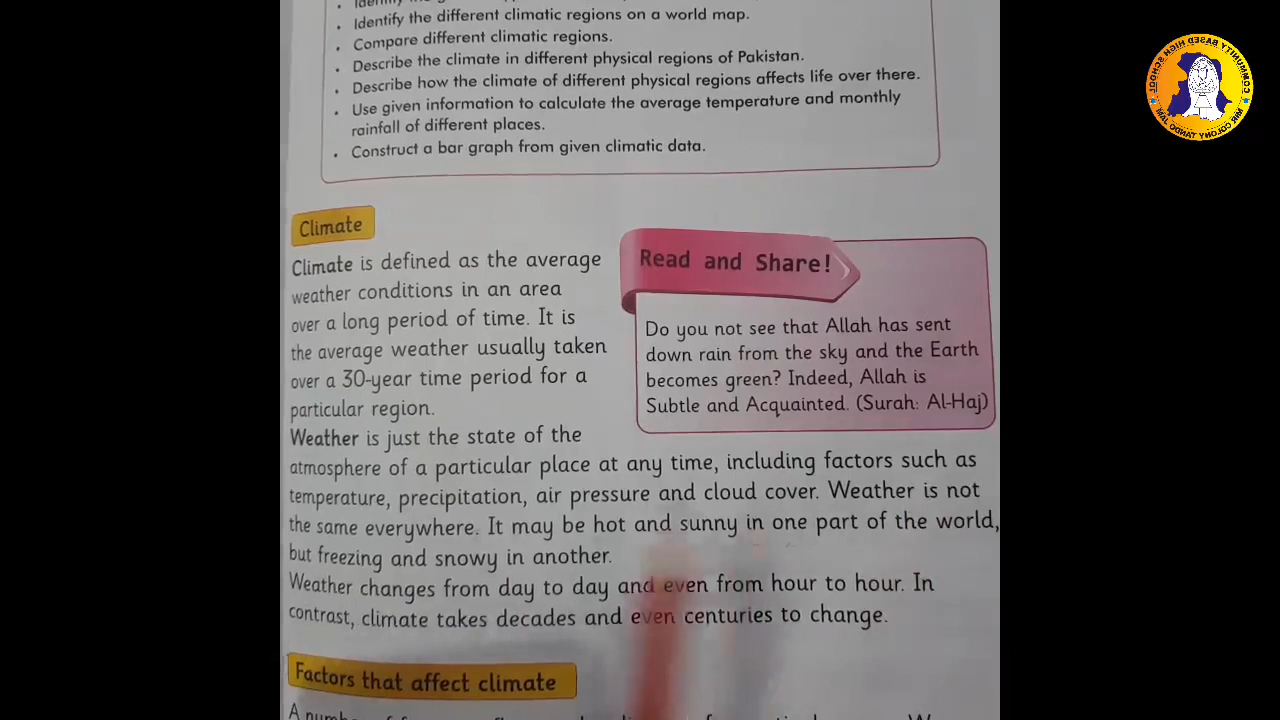 • Identify the different climatic regions on a world map.
• Compare different climatic regions.
• Describe the climate in different physical regions of Pakistan.
• Describe how the climate of different physical regions affects life over there.
• Use given information to calculate the average temperature and monthly
rainfall of different places.
• Construct a bar graph from given climatic data.
Climate
Climate is defined as the average
weather conditions in an area
over a long period of time. It is
the average weather usually taken
over a 30-year time period for a
particular region.
Read and Share!
Do you not see that Allah has sent
down rain from the sky and the Earth
becomes green? Indeed, Allah is
Subtle and Acquainted. (Surah: Al-Haj)
Weather is just the state of the
atmosphere of a particular place at any time, including factors such as
temperature, precipitation, air pressure and cloud cover. Weather is not
the same everywhere. It may be hot and sunny in one part of the world,
but freezing and snowy in another.
Weather changes from day to day and even from hour to hour. In
contrast, climate takes decades and even centuries to change.
Factors that affect climate
COMMUNITY BASED HIGH SCHOOL
MIR COLONY TANDO JAM